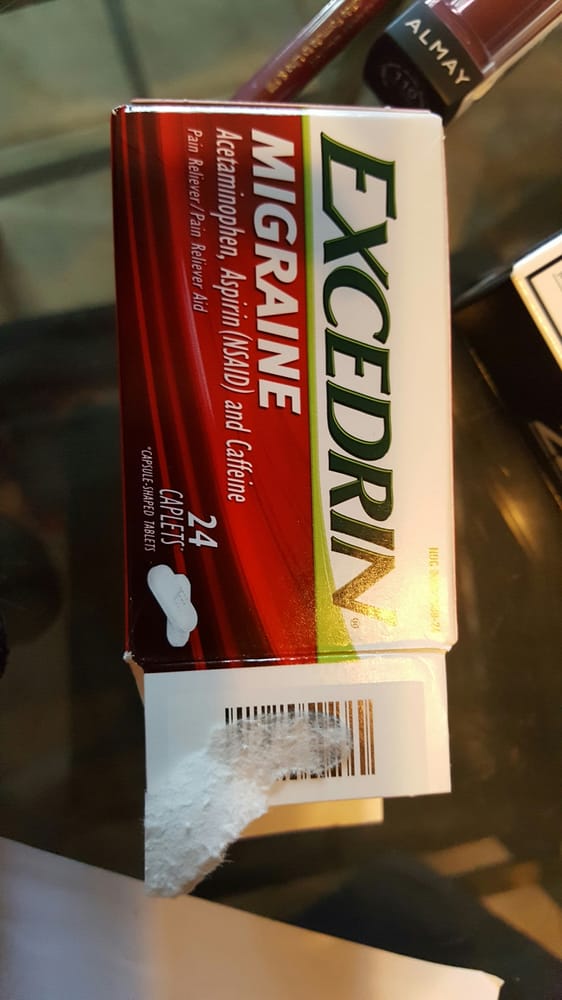 EXCEDRIN®
MIGRAINE
Acetaminophen, Aspirin (NSAID) and Caffeine
Pain Reliever/Pain Reliever Aid
24
CAPLETS*
*CAPSULE-SHAPED TABLETS
ALMAY